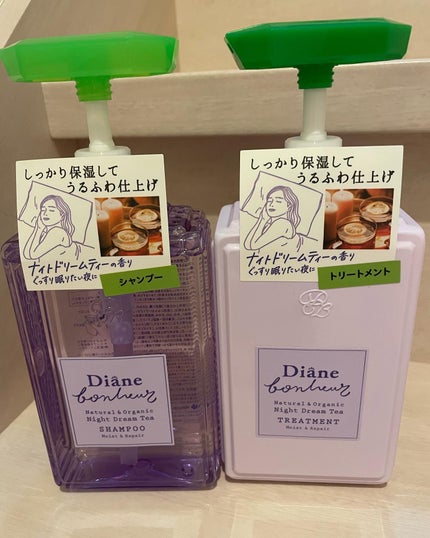 しっかり保湿して
うるふわ仕上げ
ナイトドリームティーの香り
ぐっすり眠りたい夜に
シャンプー
Diane
bonheur
Natural & Organic
Night Dream Tea
SHAMPOO
Moist & Repair
しっかり保湿して
うるふわ仕上げ
ナイトドリームティーの香り
ぐっすり眠りたい夜に
トリートメント
Diane
bonheur
Natural & Organic
Night Dream Tea
TREATMENT
Moist & Repair